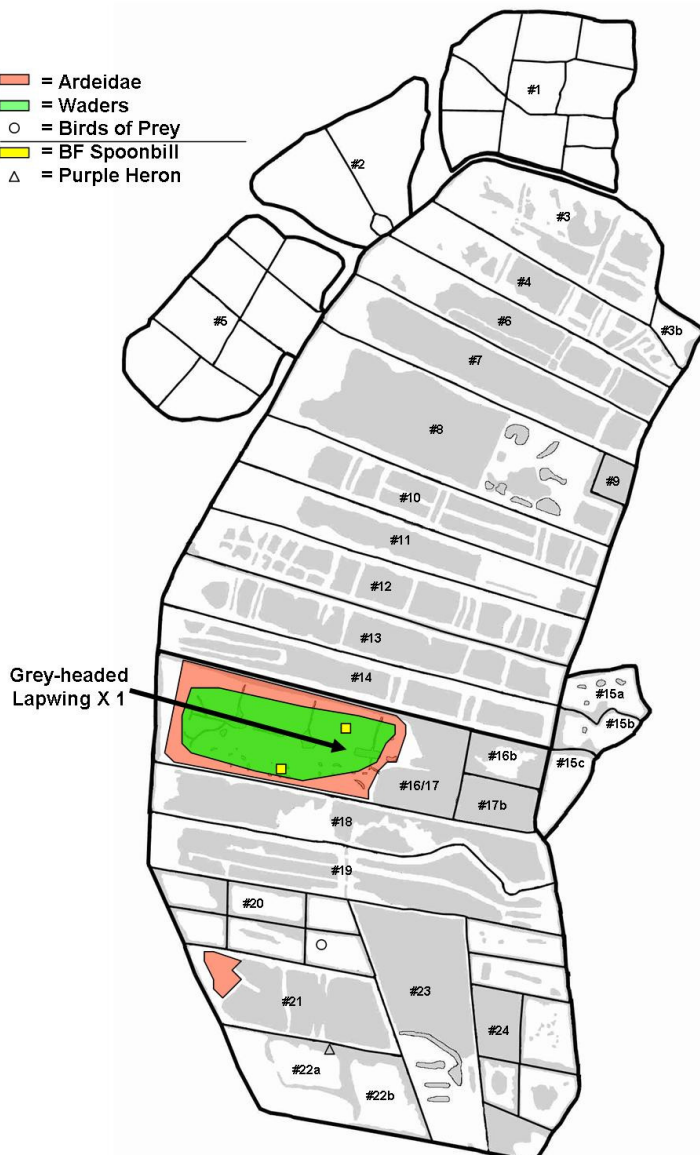 = Ardeidae
= Waders
= Birds of Prey
= BF Spoonbill
= Purple Heron
#1
#2
#3
#4
#3b
#5
#6
#7
#8
#9
#10
#11
#12
#13
#14
Grey-headed
Lapwing X 1
#15a
#15b
#15c
#16b
#16/17
#17b
#18
#19
#20
#21
#23
#24
#22a
#22b